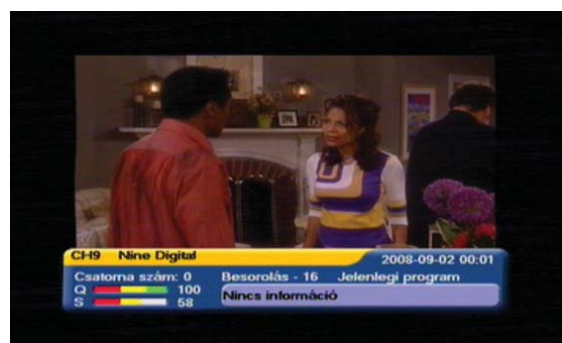 CH9 Nine Digital 2008-09-02 00:01
Csatorna szám: 0 Besorolás - 16 Jelenlegi program
Q 100 Nincs információ
S 58